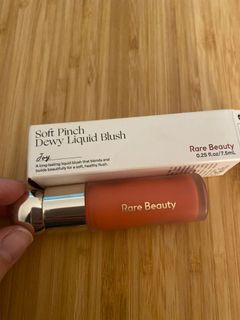 Soft Pinch
Dewy Liquid Blush
Joy
A long-lasting liquid blush that blends and
builds beautifully for a soft, healthy flush.
Rare Beauty
0.25 fl.oz/7.5mL
Rare Beauty